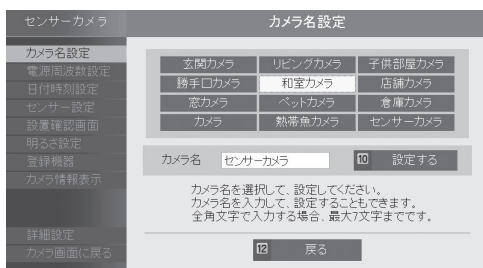 センサーカメラ
カメラ名設定
カメラ名設定
電源周波数設定
日付時刻設定
センサー設定
設置確認画面
明るさ設定
登録機器
カメラ情報表示
詳細設定
カメラ画面に戻る
玄関カメラ リビングカメラ 子供部屋カメラ
勝手口カメラ 和室カメラ 店舗カメラ
窓カメラ ペットカメラ 倉庫カメラ
カメラ 熱帯魚カメラ センサーカメラ
カメラ名 センサーカメラ 10 設定する
カメラ名を選択して、設定してください。
カメラ名を入力して、設定することもできます。
全角文字で入力する場合、最大7文字までです。
12 戻る